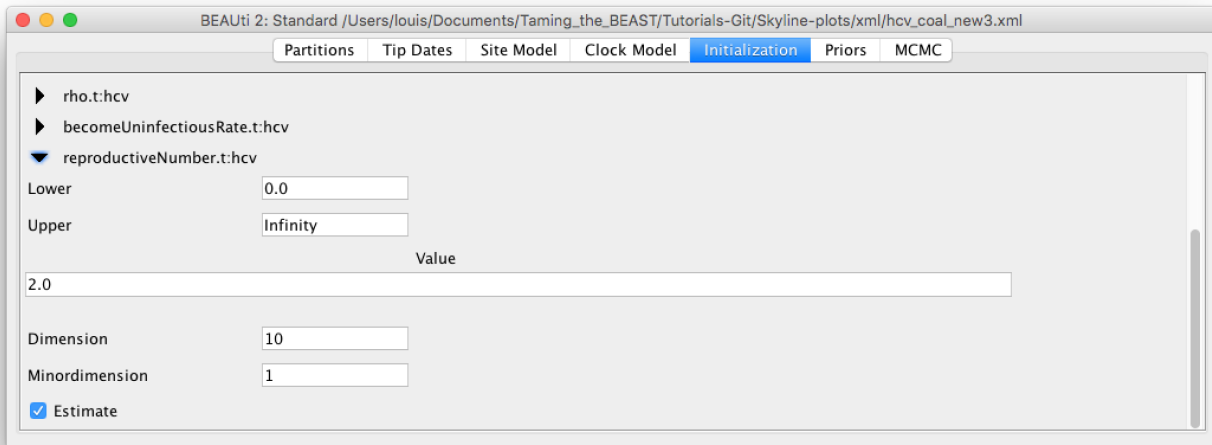 BEAUti 2: Standard /Users/louis/Documents/Taming_the_BEAST/Tutorials-Git/Skyline-plots/xml/hcv_coal_new3.xml
Partitions Tip Dates Site Model Clock Model Initialization Priors MCMC
rho.t:hcv
becomeUninfectiousRate.t:hcv
reproductiveNumber.t:hcv
Lower 0.0
Upper Infinity
Value
2.0
Dimension 10
Minordimension 1
Estimate